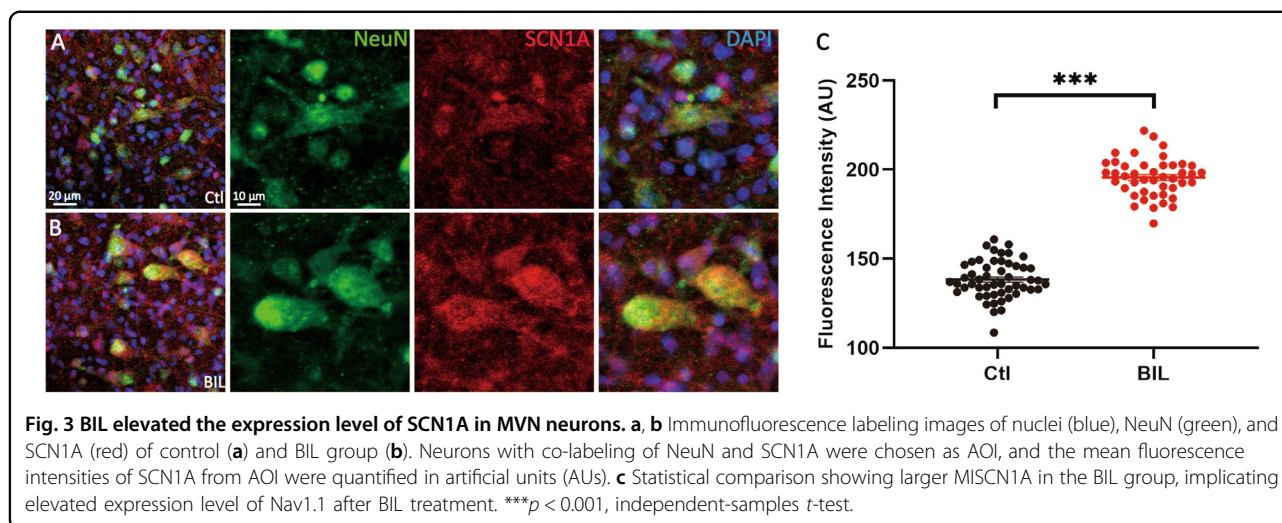 A
NeuN
SCN1A
DAPI
20 µm
Ctl
10 µm
B
BIL
C
Fluorescence Intensity (AU)
250
200
150
100
***
Ctl
BIL
Fig. 3 BIL elevated the expression level of SCN1A in MVN neurons. a, b Immunofluorescence labeling images of nuclei (blue), NeuN (green), and
SCN1A (red) of control (a) and BIL group (b). Neurons with co-labeling of NeuN and SCN1A were chosen as AOI, and the mean fluorescence
intensities of SCN1A from AOI were quantified in artificial units (AUs). c Statistical comparison showing larger MISCN1A in the BIL group, implicating
elevated expression level of Nav1.1 after BIL treatment. ***p < 0.001, independent-samples t-test.